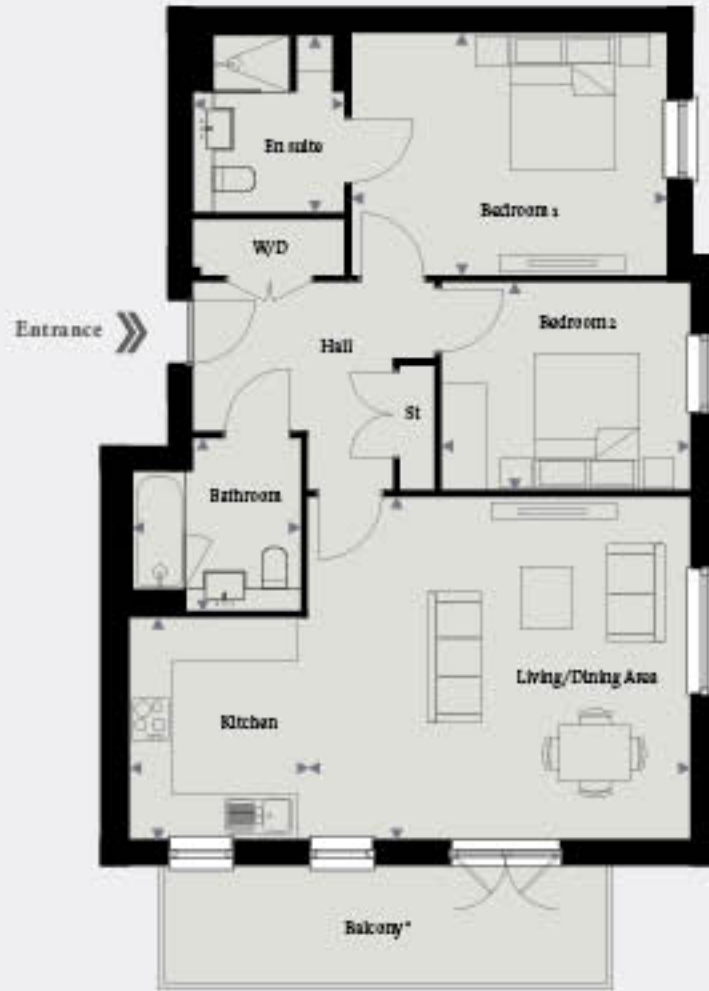 En suite
Bedroom 1
W/D
Entrance
Hall
Bedroom 2
St
Bathroom
Living/Dining Area
Kitchen
Balcony*